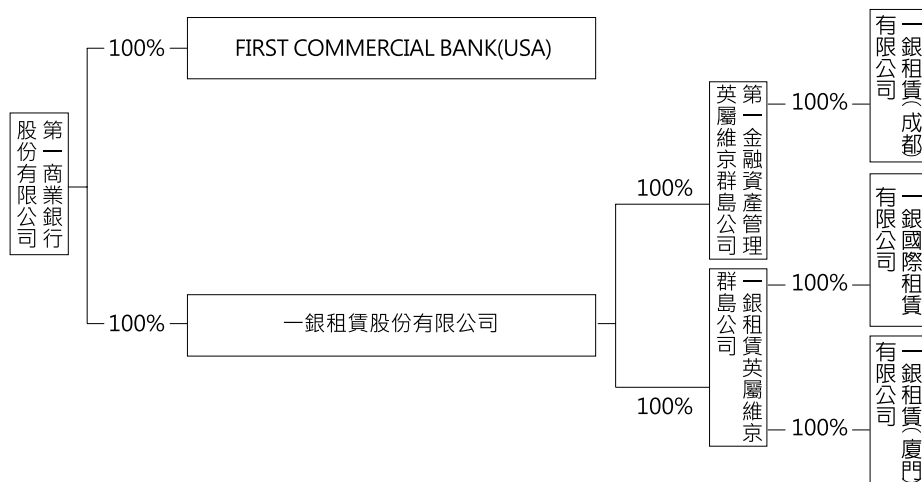 第一商業銀行
股份有限公司
100%
FIRST COMMERCIAL BANK(USA)
100%
一銀租賃股份有限公司
100%
第一金融資產管理
英屬維京群島公司
100%
一銀租賃(成都)
有限公司
100%
一銀租賃英屬維京
群島公司
100%
一銀國際租賃
有限公司
100%
一銀租賃(廈門)
有限公司